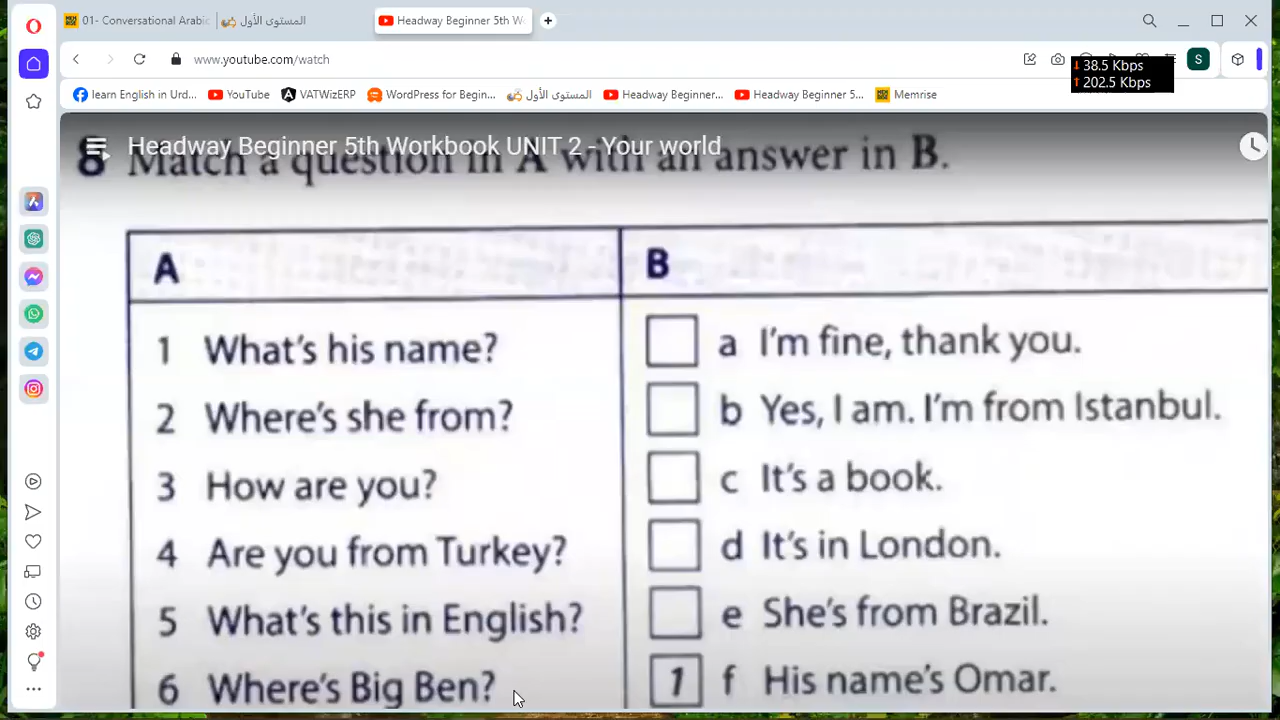 01- Conversational Arabic
المستوى الأول
Headway Beginner 5th W
www.youtube.com/watch
S
38.5 Kbps
202.5 Kbps
learn English in Urd...
YouTube
VATWizERP
WordPress for Begin...
المستوى الأول
Headway Beginner...
Headway Beginner 5...
Memrise
Headway Beginner 5th Workbook UNIT 2 - Your world
8 Match a question in A with an answer in B.
A
B
1 What's his name?
a I'm fine, thank you.
2 Where's she from?
b Yes, I am. I'm from Istanbul.
3 How are you?
c It's a book.
4 Are you from Turkey?
d It's in London.
5 What's this in English?
e She's from Brazil.
6 Where's Big Ben?
1 f His name's Omar.